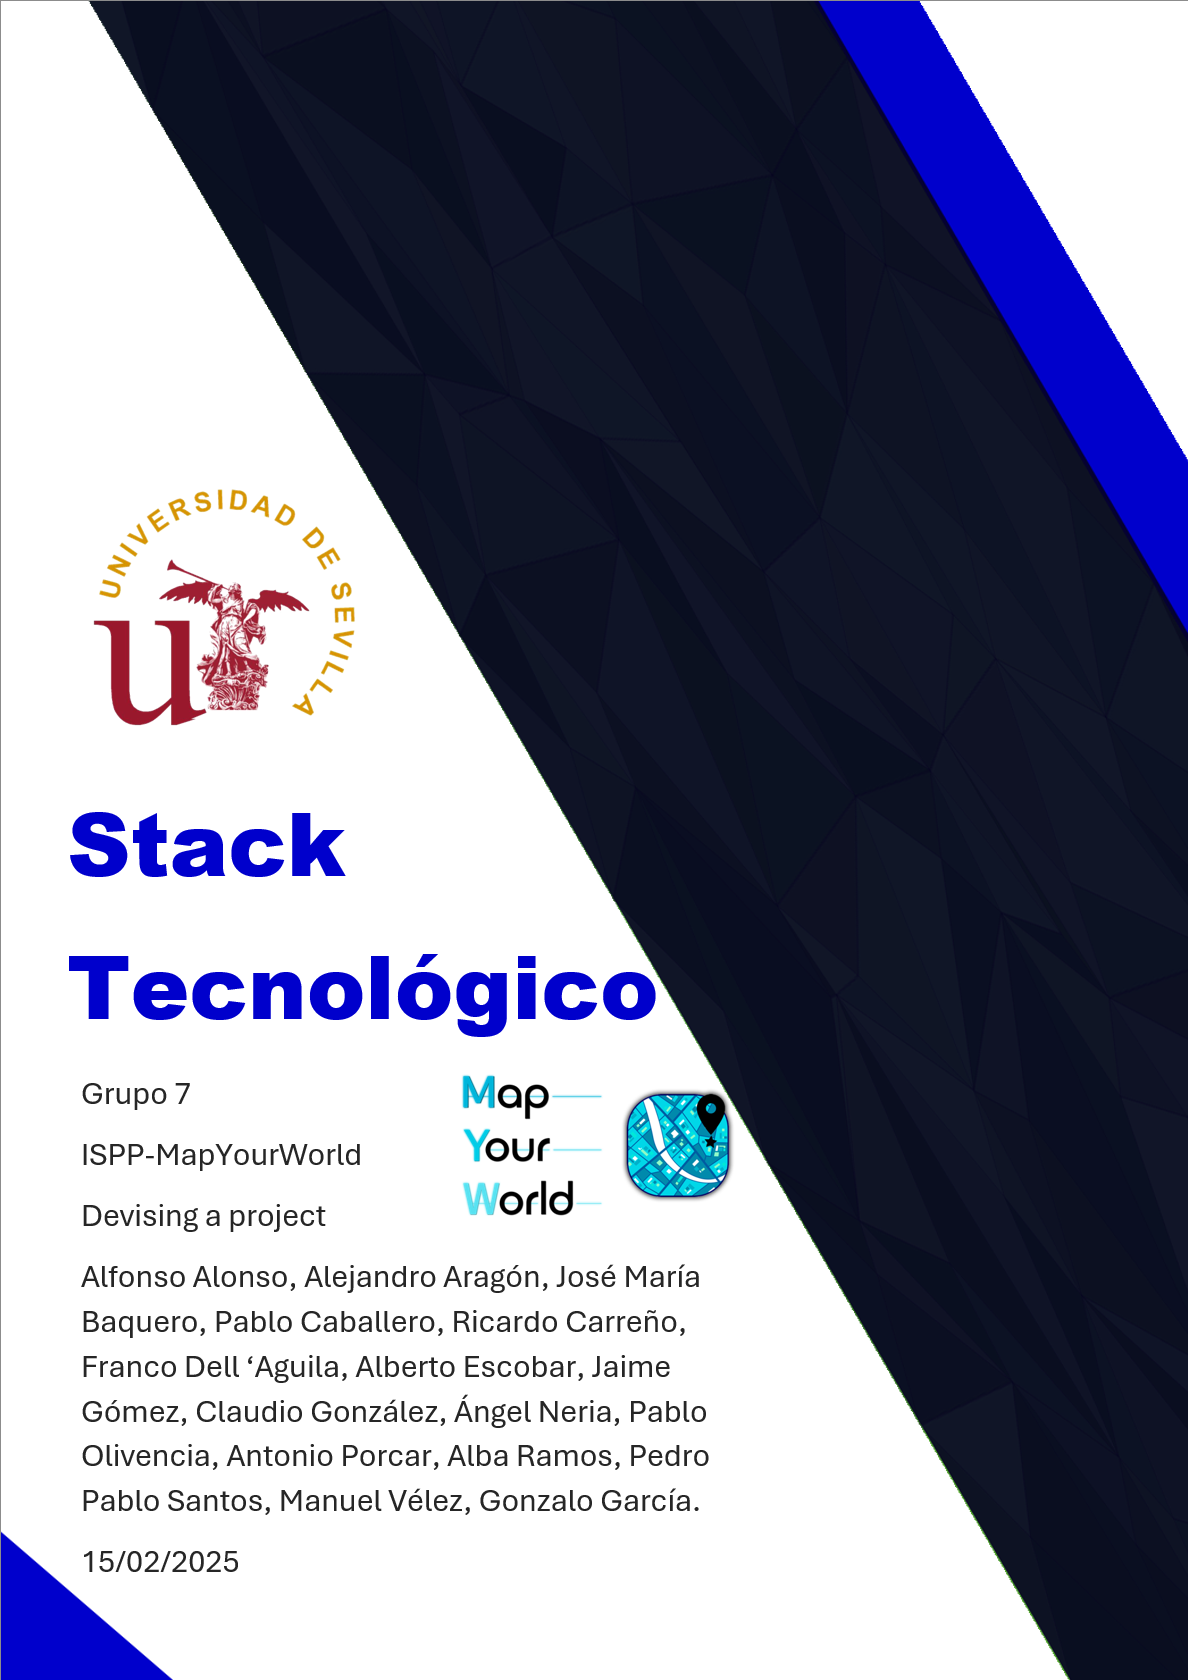 UNIVERSIDAD DE SEVILLA
Stack
Tecnológico
Grupo 7
ISPP-MapYourWorld
Devising a project
Map
Your
World
Alfonso Alonso, Alejandro Aragón, José María
Baquero, Pablo Caballero, Ricardo Carreño,
Franco Dell ‘Aguila, Alberto Escobar, Jaime
Gómez, Claudio González, Ángel Neria, Pablo
Olivencia, Antonio Porcar, Alba Ramos, Pedro
Pablo Santos, Manuel Vélez, Gonzalo García.
15/02/2025